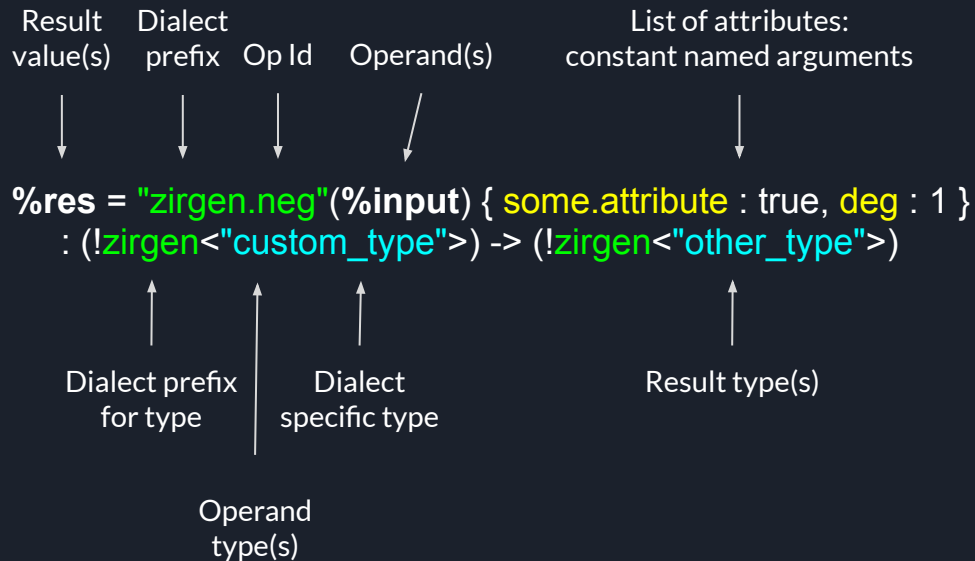 Result value(s)
Dialect prefix
Op Id
Operand(s)
List of attributes:
constant named arguments
%res = "zirgen.neg"(%input) { some.attribute : true, deg : 1 }
: (!zirgen<"custom_type">) -> (!zirgen<"other_type">)
Dialect prefix
for type
Dialect
specific type
Result type(s)
Operand
type(s)